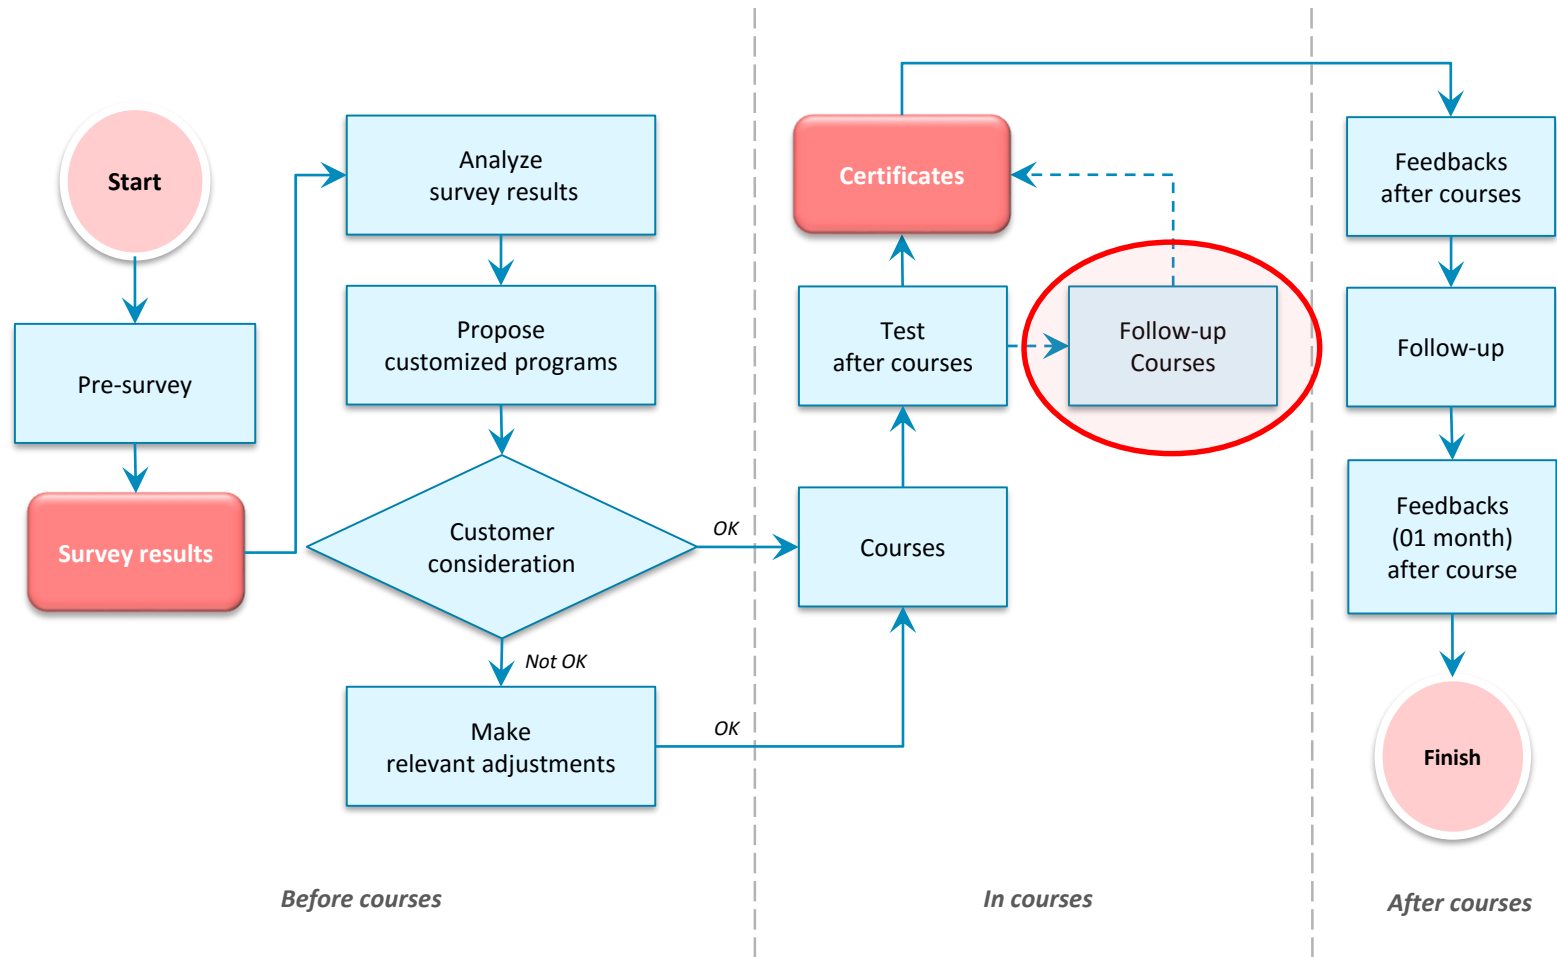 Start
Pre-survey
Survey results
Analyze
survey results
Propose
customized programs
Customer
consideration
OK
Not OK
Make
relevant adjustments
OK
Certificates
Test
after courses
Follow-up
Courses
Courses
Feedbacks
after courses
Follow-up
Feedbacks
(01 month)
after course
Finish
Before courses
In courses
After courses